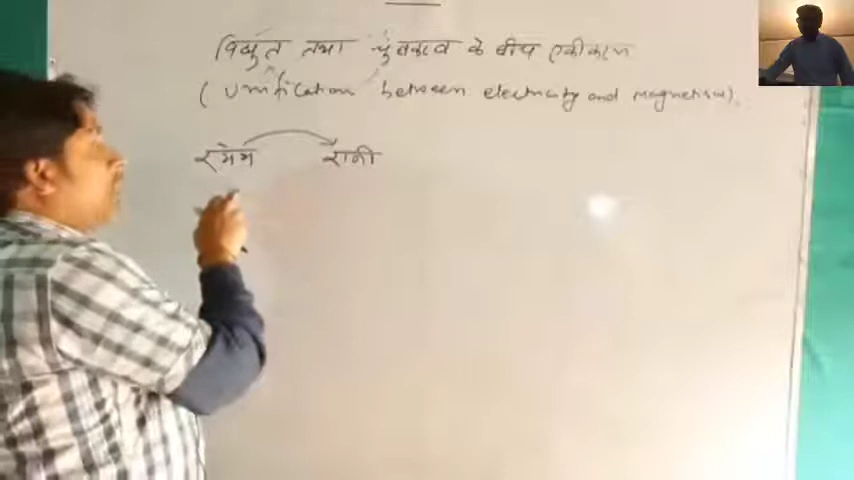 विद्युत तथा चुंबकत्व के बीच एकीकरण
( Unification between electricity and magnetism).
रमेश रानी